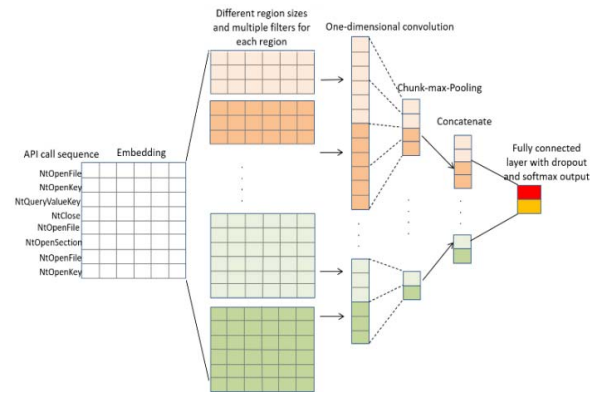 Different region sizes
and multiple filters for
each region
One-dimensional convolution
Chunk-max-Pooling
Concatenate
Fully connected
layer with dropout
and softmax output
API call sequence
Embedding
NtOpenFile
NtOpenKey
NtQueryValueKey
NtClose
NtOpenFile
NtOpenSection
NtOpenFile
NtOpenKey